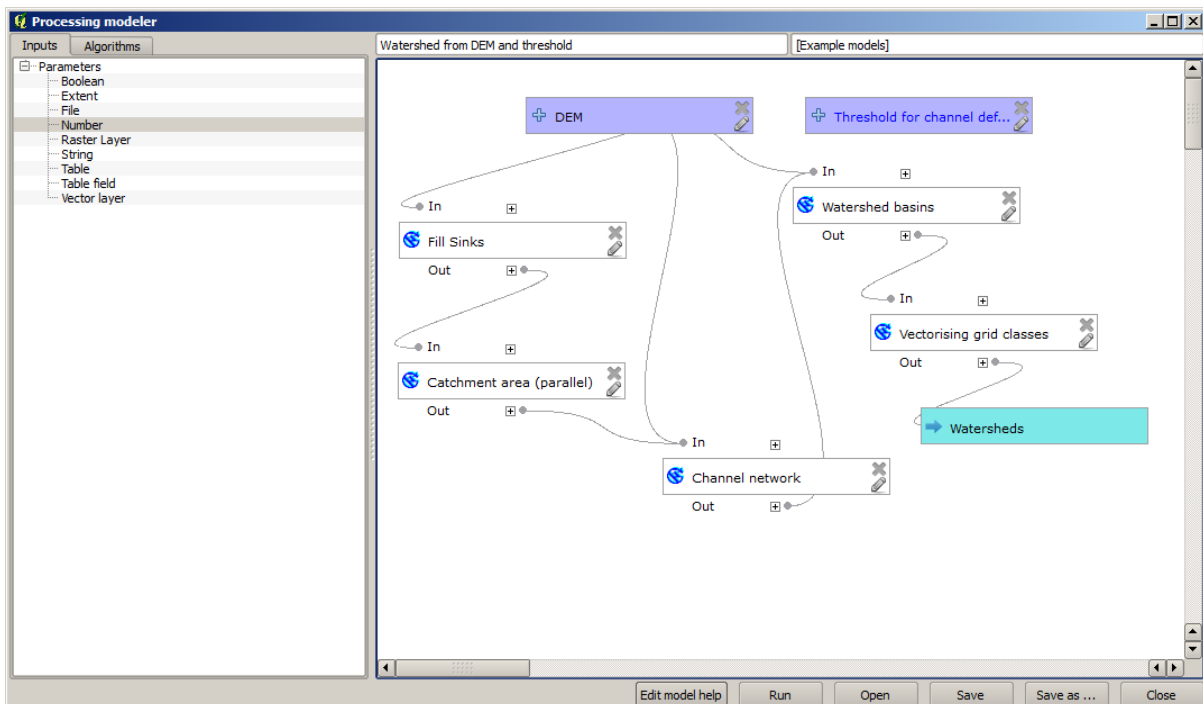 Processing modeler
Inputs Algorithms
Watershed from DEM and threshold
[Example models]
Parameters
Boolean
Extent
File
Number
Raster Layer
String
Table
Table field
Vector layer
DEM
Threshold for channel def...
In
Watershed basins
Out
In
Fill Sinks
Out
In
Vectorising grid classes
Out
In
Catchment area (parallel)
Out
Watersheds
In
Channel network
Out
Edit model help
Run
Open
Save
Save as ...
Close